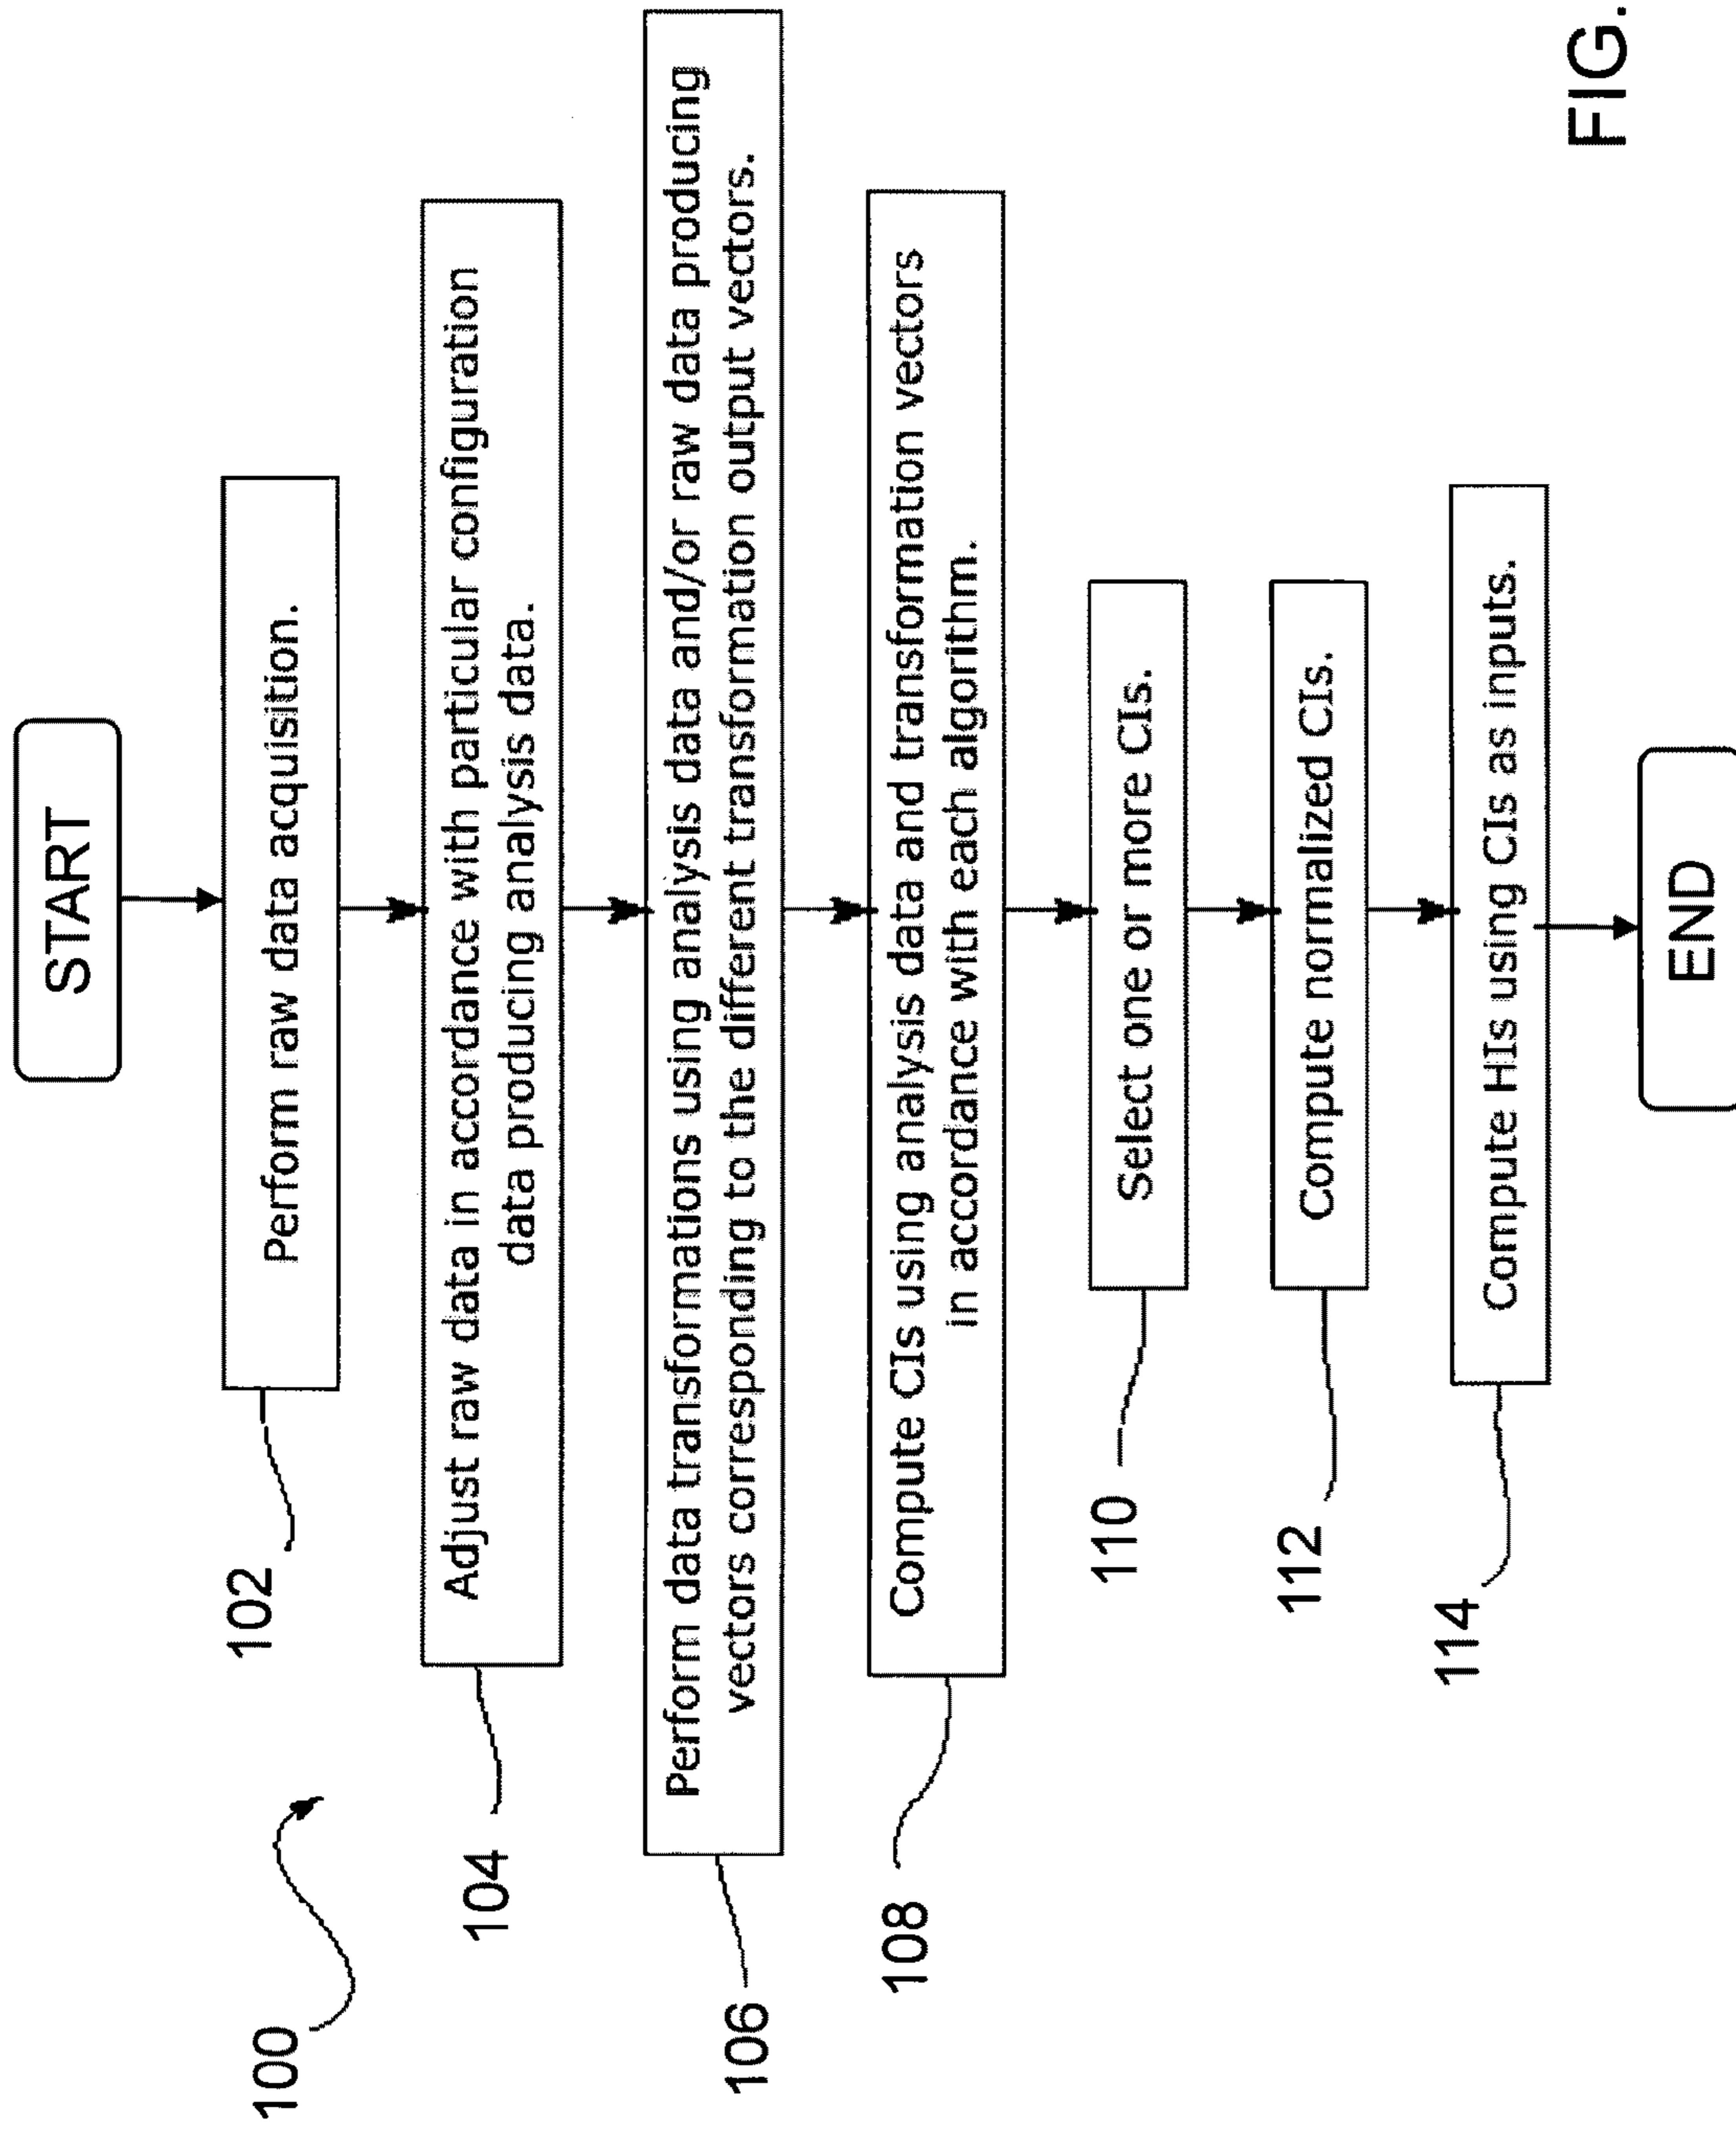 START
Perform raw data acquisition.
102
100
Adjust raw data in accordance with particular configuration
data producing analysis data.
104
Perform data transformations using analysis data and/or raw data producing
vectors corresponding to the different transformation output vectors.
106
Compute CIs using analysis data and transformation vectors
in accordance with each algorithm.
108
Select one or more CIs.
110
Compute normalized CIs.
112
Compute HIs using CIs as inputs.
114
END
FIG.